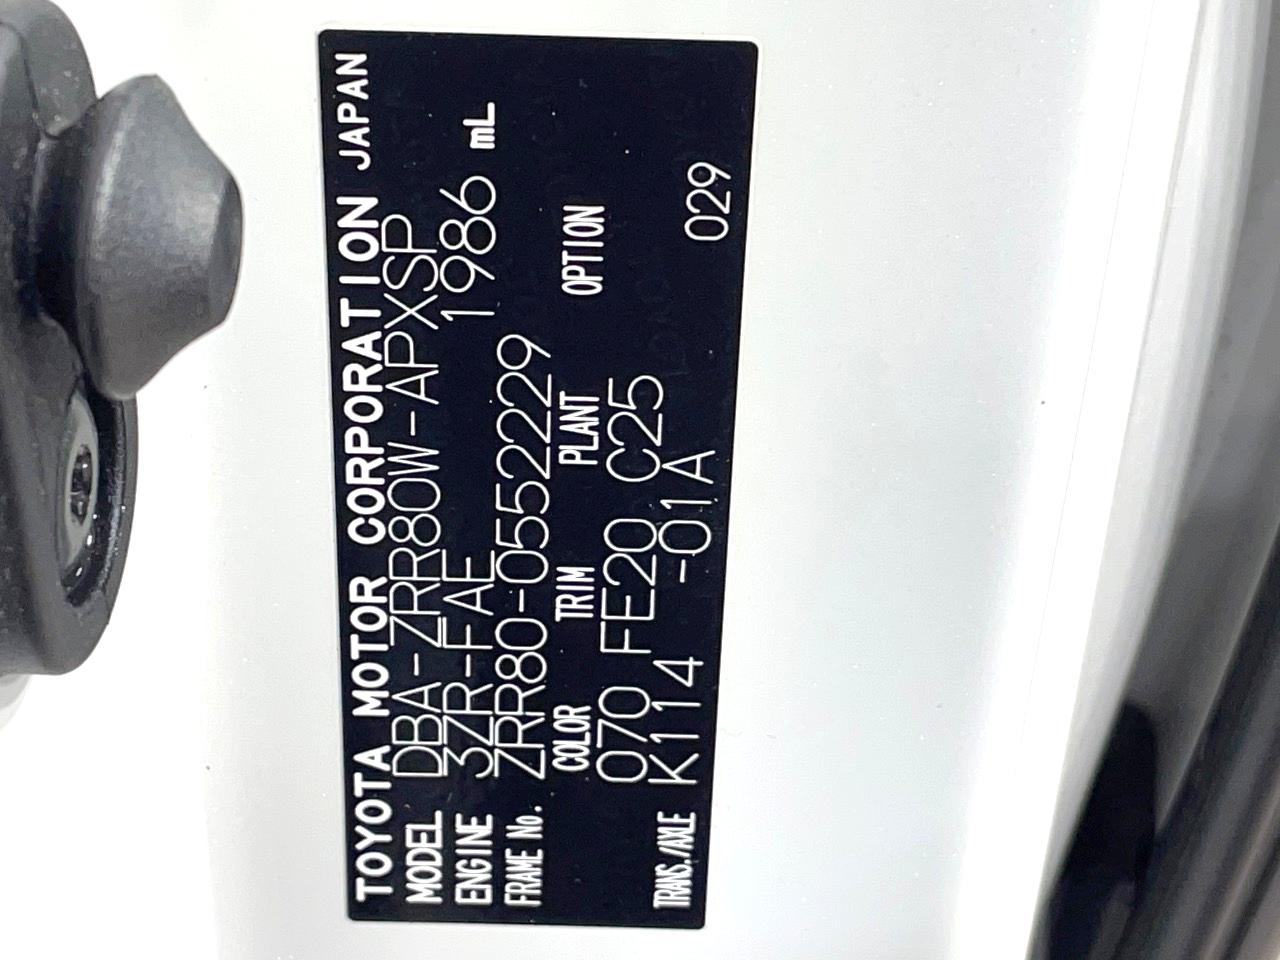 TOYOTA MOTOR CORPORATION JAPAN
MODEL DBA-ZRR80W-APXSP
ENGINE 3ZR-FAE 1986 mL
FRAME No. ZRR80-0552229
COLOR TRIM PLANT OPTION
070 FE20 C25
TRANS./AXLE K114 -01A 029